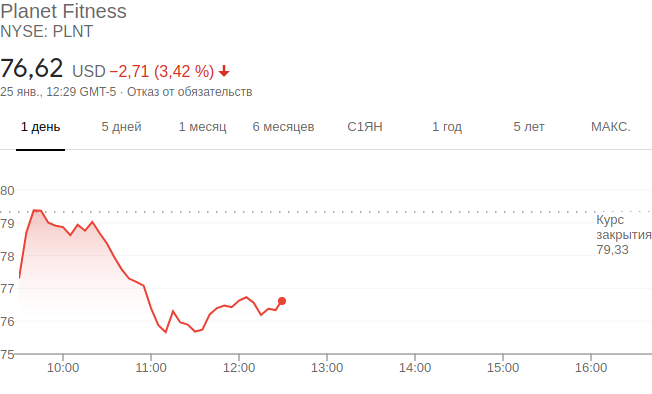 Planet Fitness
NYSE: PLNT
76,62 USD −2,71 (3,42 %)
25 янв., 12:29 GMT-5 · Отказ от обязательств
1 день 5 дней 1 месяц 6 месяцев С1ЯН 1 год 5 лет МАКС.
80
79
78
77
76
75
Курс
закрытия
79,33
10:00 11:00 12:00 13:00 14:00 15:00 16:00